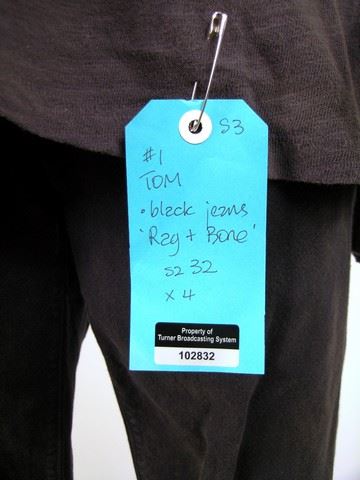 S3
#1
TOM
• black jeans
'Rag + Bone'
sz 32
x 4
Property of
Turner Broadcasting System
102832